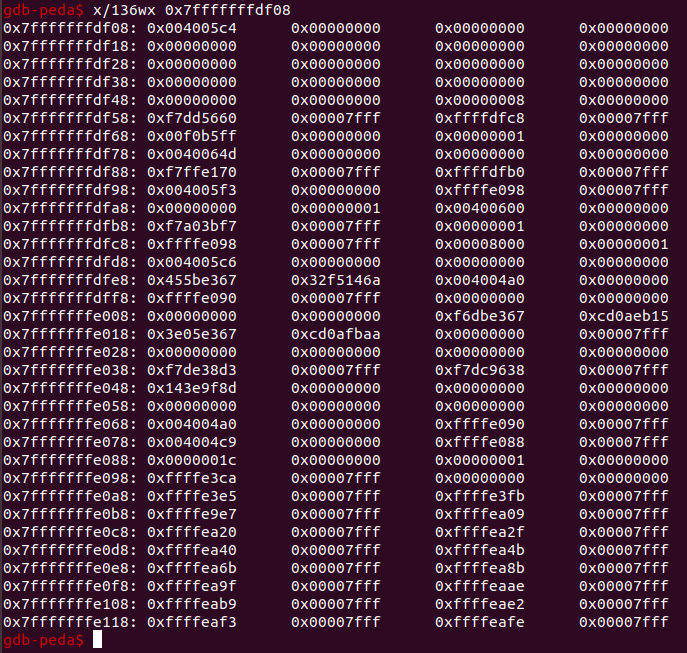 gdb-peda$ x/136wx 0x7fffffffdf08
0x7fffffffdf08: 0x004005c4 0x00000000 0x00000000 0x00000000
0x7fffffffdf18: 0x00000000 0x00000000 0x00000000 0x00000000
0x7fffffffdf28: 0x00000000 0x00000000 0x00000000 0x00000000
0x7fffffffdf38: 0x00000000 0x00000000 0x00000000 0x00000000
0x7fffffffdf48: 0x00000000 0x00000000 0x00000008 0x00000000
0x7fffffffdf58: 0xf7dd5660 0x00007fff 0xffffdfc8 0x00007fff
0x7fffffffdf68: 0x00f0b5ff 0x00000000 0x00000001 0x00000000
0x7fffffffdf78: 0x0040064d 0x00000000 0x00000000 0x00000000
0x7fffffffdf88: 0xf7ffe170 0x00007fff 0xffffdfb0 0x00007fff
0x7fffffffdf98: 0x004005f3 0x00000000 0xffffe098 0x00007fff
0x7fffffffdfa8: 0x00000000 0x00000001 0x00400600 0x00000000
0x7fffffffdfb8: 0xf7a03bf7 0x00007fff 0x00000001 0x00000000
0x7fffffffdfc8: 0xffffe098 0x00007fff 0x00008000 0x00000001
0x7fffffffdfd8: 0x004005c6 0x00000000 0x00000000 0x00000000
0x7fffffffdfe8: 0x455be367 0x32f5146a 0x004004a0 0x00000000
0x7fffffffdff8: 0xffffe090 0x00007fff 0x00000000 0x00000000
0x7fffffffe008: 0x00000000 0x00000000 0xf6dbe367 0xcd0aeb15
0x7fffffffe018: 0x3e05e367 0xcd0afbaa 0x00000000 0x00007fff
0x7fffffffe028: 0x00000000 0x00000000 0x00000000 0x00000000
0x7fffffffe038: 0xf7de38d3 0x00007fff 0xf7dc9638 0x00007fff
0x7fffffffe048: 0x143e9f8d 0x00000000 0x00000000 0x00000000
0x7fffffffe058: 0x00000000 0x00000000 0x00000000 0x00000000
0x7fffffffe068: 0x004004a0 0x00000000 0xffffe090 0x00007fff
0x7fffffffe078: 0x004004c9 0x00000000 0xffffe088 0x00007fff
0x7fffffffe088: 0x0000001c 0x00000000 0x00000001 0x00000000
0x7fffffffe098: 0xffffe3ca 0x00007fff 0x00000000 0x00000000
0x7fffffffe0a8: 0xffffe3e5 0x00007fff 0xffffe3fb 0x00007fff
0x7fffffffe0b8: 0xffffe9e7 0x00007fff 0xffffea09 0x00007fff
0x7fffffffe0c8: 0xffffea20 0x00007fff 0xffffea2f 0x00007fff
0x7fffffffe0d8: 0xffffea40 0x00007fff 0xffffea4b 0x00007fff
0x7fffffffe0e8: 0xffffea6b 0x00007fff 0xffffea8b 0x00007fff
0x7fffffffe0f8: 0xffffea9f 0x00007fff 0xffffeaae 0x00007fff
0x7fffffffe108: 0xffffeab9 0x00007fff 0xffffeae2 0x00007fff
0x7fffffffe118: 0xffffeaf3 0x00007fff 0xffffeafe 0x00007fff
gdb-peda$